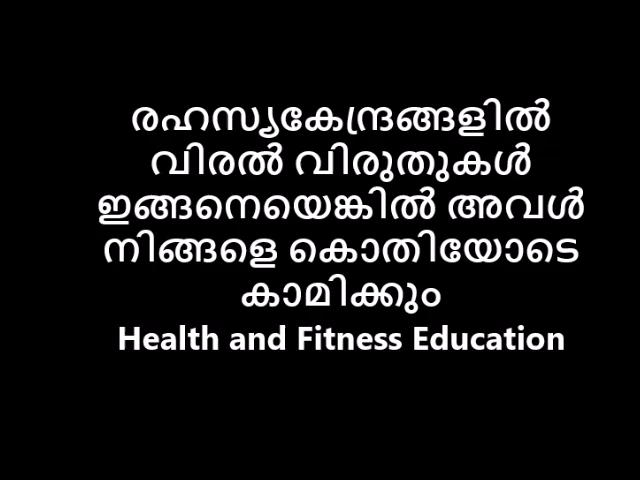 രഹസ്യകേന്ദ്രങ്ങളിൽ
വിരൽ വിരുതുകൾ
ഇങ്ങനെയെങ്കിൽ അവൾ
നിങ്ങളെ കൊതിയോടെ
കാമിക്കും
Health and Fitness Education